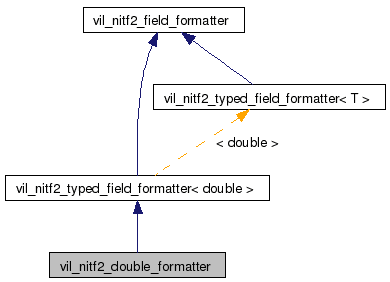 vil_nitf2_field_formatter
vil_nitf2_typed_field_formatter< T >
< double >
vil_nitf2_typed_field_formatter< double >
vil_nitf2_double_formatter